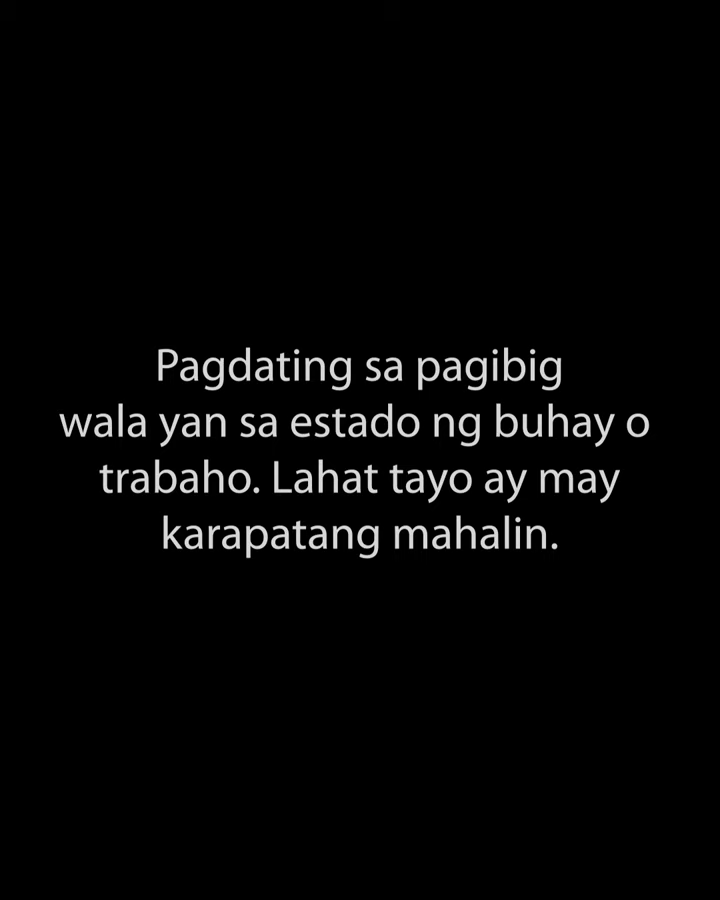 Pagdating sa pagibig
wala yan sa estado ng buhay o
trabaho. Lahat tayo ay may
karapatang mahalin.